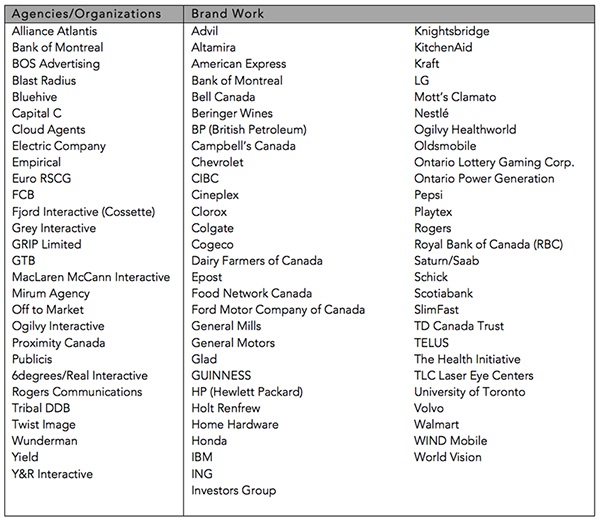 Agencies/Organizations
Alliance Atlantis
Bank of Montreal
BOS Advertising
Blast Radius
Bluehive
Capital C
Cloud Agents
Electric Company
Empirical
Euro RSCG
FCB
Fjord Interactive (Cossette)
Grey Interactive
GRIP Limited
GTB
MacLaren McCann Interactive
Mirum Agency
Off to Market
Ogilvy Interactive
Proximity Canada
Publicis
6degrees/Real Interactive
Rogers Communications
Tribal DDB
Twist Image
Wunderman
Yield
Y&R Interactive
Brand Work
Advil
Altamira
American Express
Bank of Montreal
Bell Canada
Beringer Wines
BP (British Petroleum)
Campbell's Canada
Chevrolet
CIBC
Cineplex
Clorox
Colgate
Cogeco
Dairy Farmers of Canada
Epost
Food Network Canada
Ford Motor Company of Canada
General Mills
General Motors
Glad
GUINNESS
HP (Hewlett Packard)
Holt Renfrew
Home Hardware
Honda
IBM
ING
Investors Group
Knightsbridge
KitchenAid
Kraft
LG
Mott's Clamato
Nestlé
Ogilvy Healthworld
Oldsmobile
Ontario Lottery Gaming Corp.
Ontario Power Generation
Pepsi
Playtex
Rogers
Royal Bank of Canada (RBC)
Saturn/Saab
Schick
Scotiabank
SlimFast
TD Canada Trust
TELUS
The Health Initiative
TLC Laser Eye Centers
University of Toronto
Volvo
Walmart
WIND Mobile
World Vision